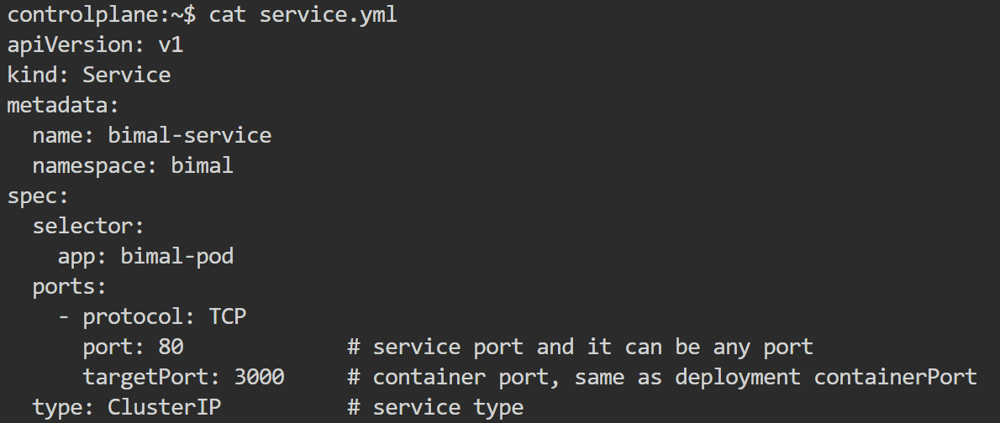 controlplane:~$ cat service.yml
apiVersion: v1
kind: Service
metadata:
  name: bimal-service
  namespace: bimal
spec:
  selector:
    app: bimal-pod
  ports:
    - protocol: TCP
      port: 80             # service port and it can be any port
      targetPort: 3000     # container port, same as deployment containerPort
  type: ClusterIP          # service type